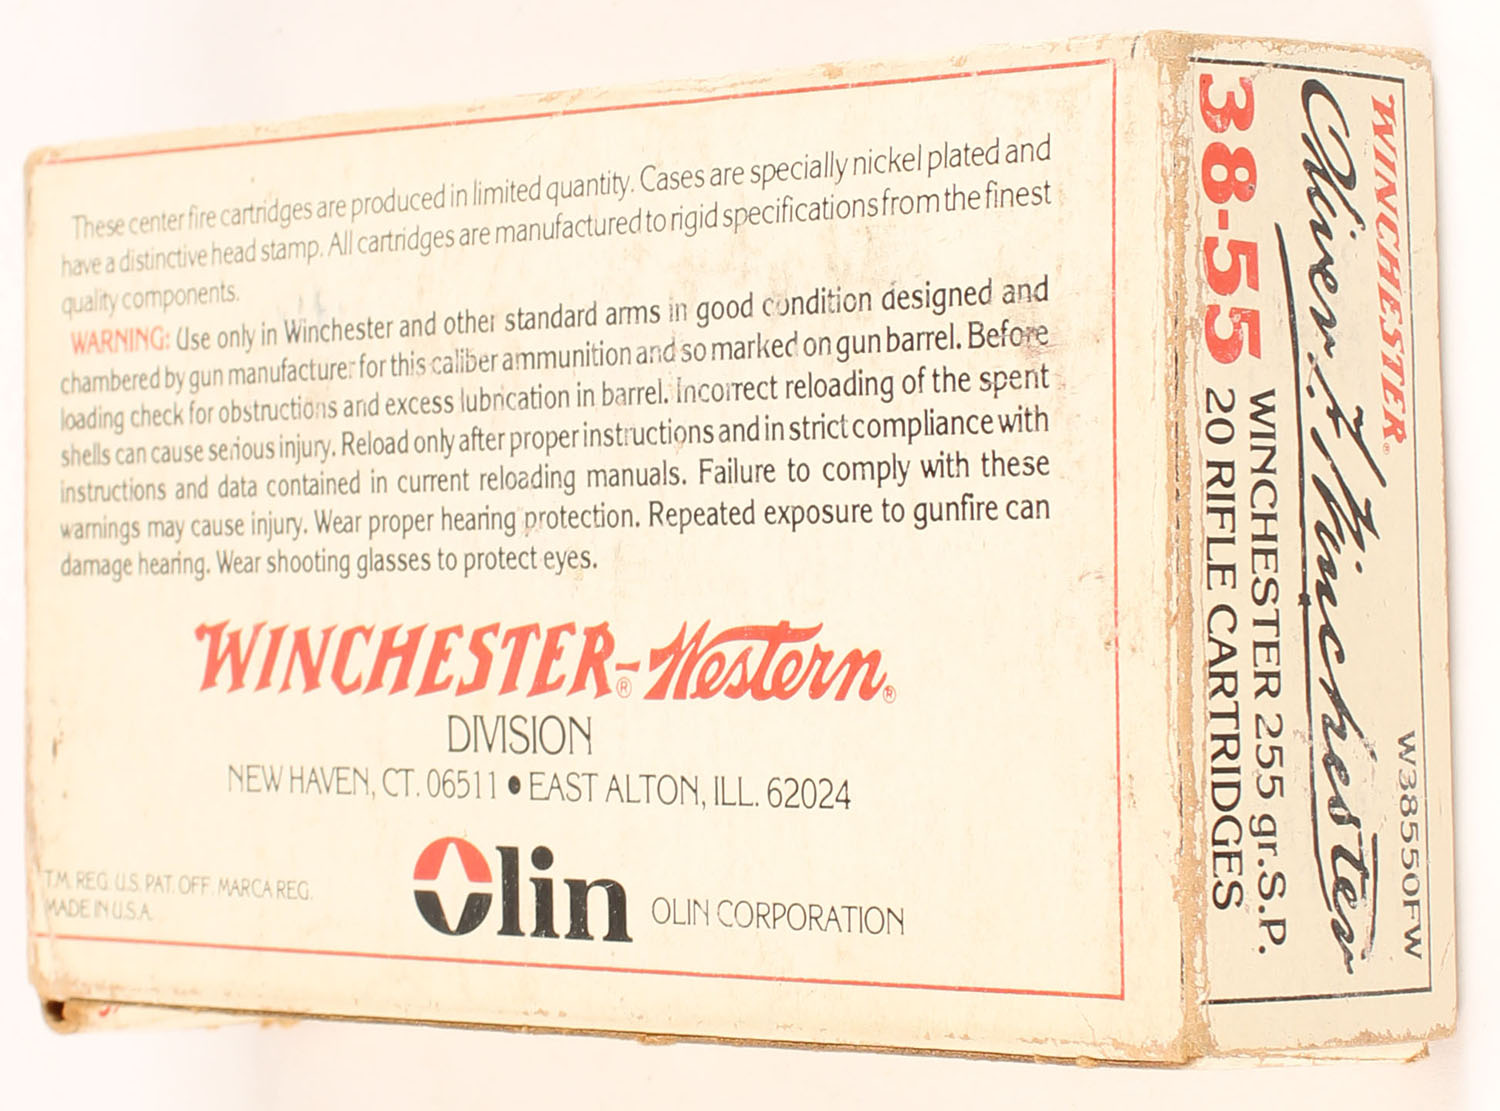 These center fire cartridges are produced in limited quantity. Cases are specially nickel plated and
have a distinctive head stamp. All cartridges are manufactured to rigid specifications from the finest
quality components.
WARNING: Use only in Winchester and other standard arms in good condition designed and
chambered by gun manufacturer for this caliber ammunition and so marked on gun barrel. Before
loading check for obstructions and excess lubrication in barrel. Incorrect reloading of the spent
shells can cause serious injury. Reload only after proper instructions and in strict compliance with
instructions and data contained in current reloading manuals. Failure to comply with these
warnings may cause injury. Wear proper hearing protection. Repeated exposure to gunfire can
damage hearing. Wear shooting glasses to protect eyes.
WINCHESTER®-Western®
DIVISION
NEW HAVEN, CT. 06511 • EAST ALTON, ILL. 62024
T.M. REG. U.S. PAT. OFF. MARCA REG.
MADE IN U.S.A.
Olin OLIN CORPORATION
WINCHESTER®
W38550FW
Oliver F. Winchester
38-55 WINCHESTER 255 gr. S.P.
20 RIFLE CARTRIDGES